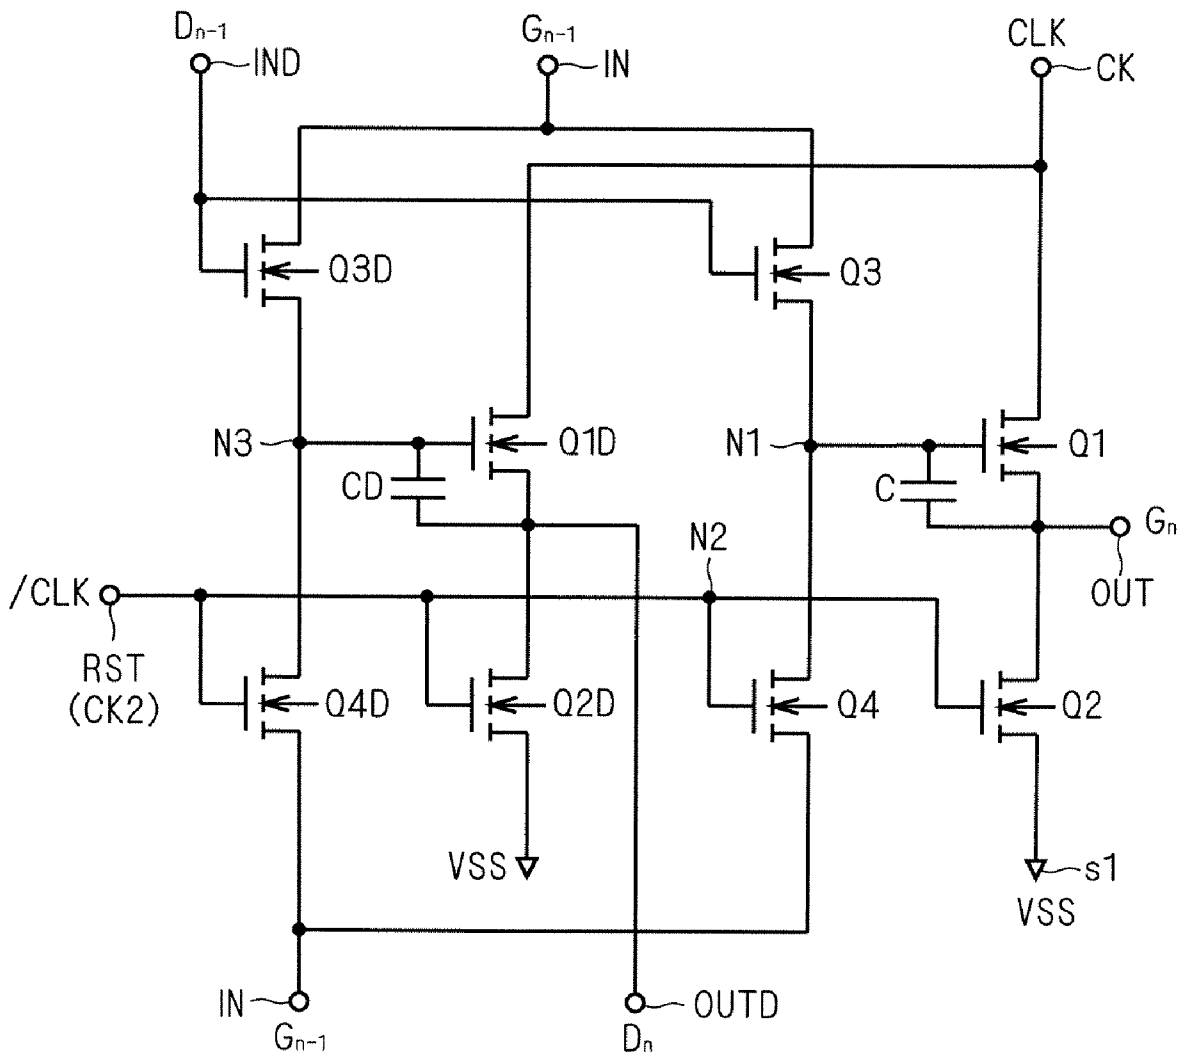 Dn-1
IND
Gn-1
IN
CLK
CK
Q3D
Q3
N3
Q1D
N1
Q1
CD
C
Gn
N2
OUT
/CLK
RST
(CK2)
Q4D
Q2D
Q4
Q2
VSS
s1
VSS
IN
Gn-1
OUTD
Dn